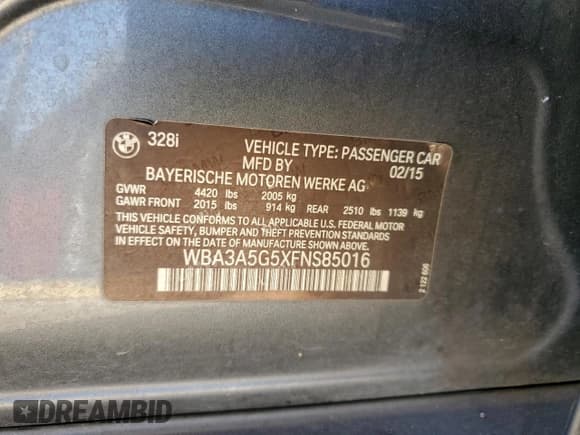 328i
VEHICLE TYPE: PASSENGER CAR
MFD BY 02/15
BAYERISCHE MOTOREN WERKE AG
GVWR 4420 lbs 2005 kg
GAWR FRONT 2015 lbs 914 kg REAR 2510 lbs 1139 kg
THIS VEHICLE CONFORMS TO ALL APPLICABLE U.S. FEDERAL MOTOR
VEHICLE SAFETY, BUMPER, AND THEFT PREVENTION STANDARDS
IN EFFECT ON THE DATE OF MANUFACTURE SHOWN ABOVE.
WBA3A5G5XFNS85016
DREAMBID